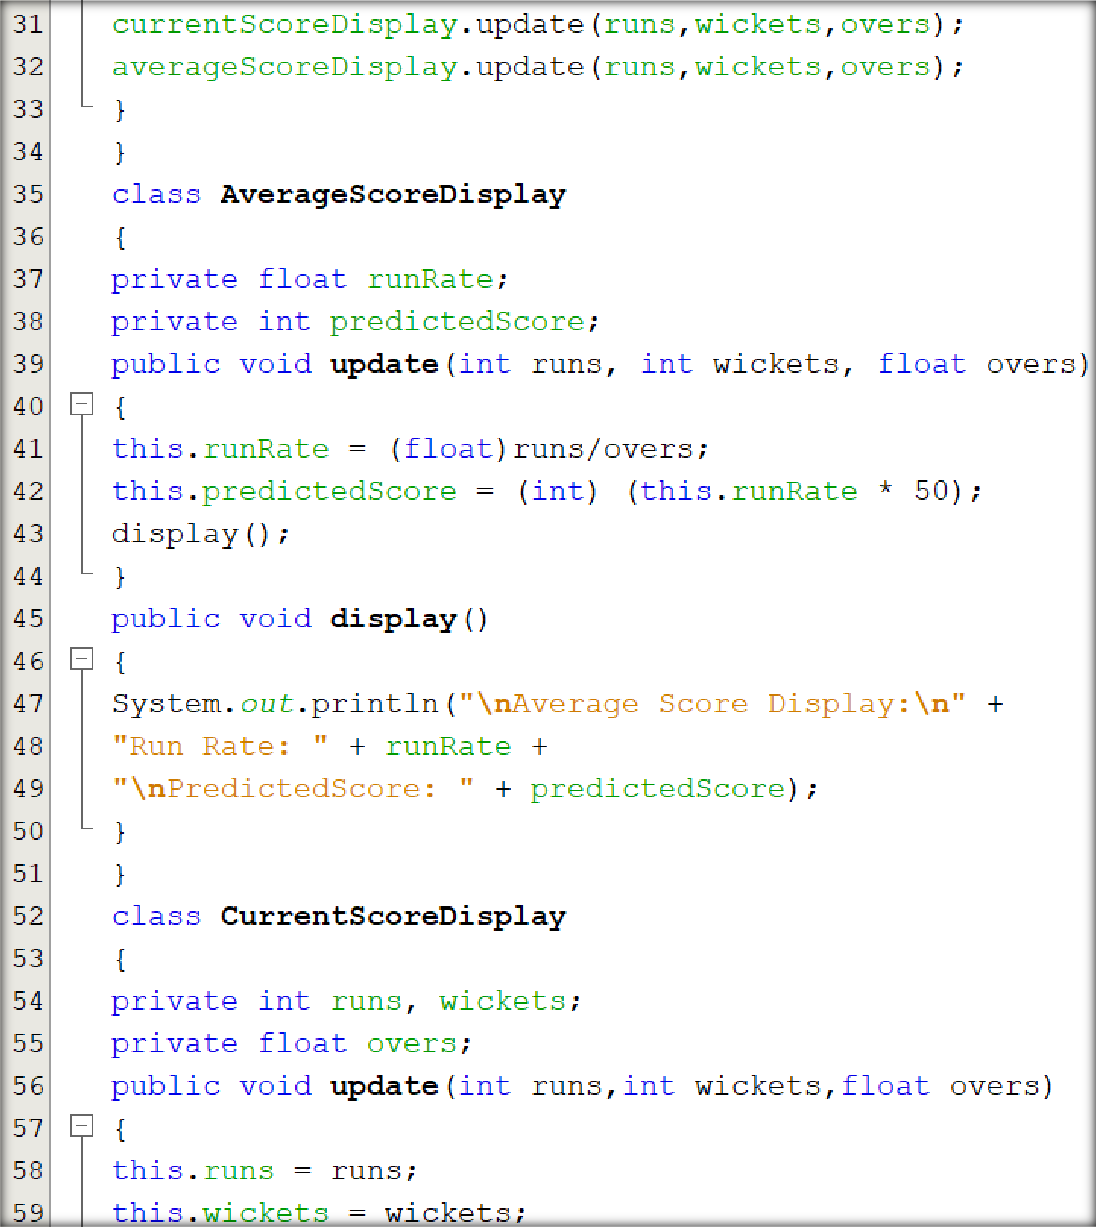 31 currentScoreDisplay.update(runs,wickets,overs);
32 averageScoreDisplay.update(runs,wickets,overs);
33 }
34 }
35 class AverageScoreDisplay
36 {
37 private float runRate;
38 private int predictedScore;
39 public void update(int runs, int wickets, float overs)
40 {
41 this.runRate = (float)runs/overs;
42 this.predictedScore = (int) (this.runRate * 50);
43 display();
44 }
45 public void display()
46 {
47 System.out.println("\nAverage Score Display:\n" +
48 "Run Rate: " + runRate +
49 "\nPredictedScore: " + predictedScore);
50 }
51 }
52 class CurrentScoreDisplay
53 {
54 private int runs, wickets;
55 private float overs;
56 public void update(int runs,int wickets,float overs)
57 {
58 this.runs = runs;
59 this.wickets = wickets;